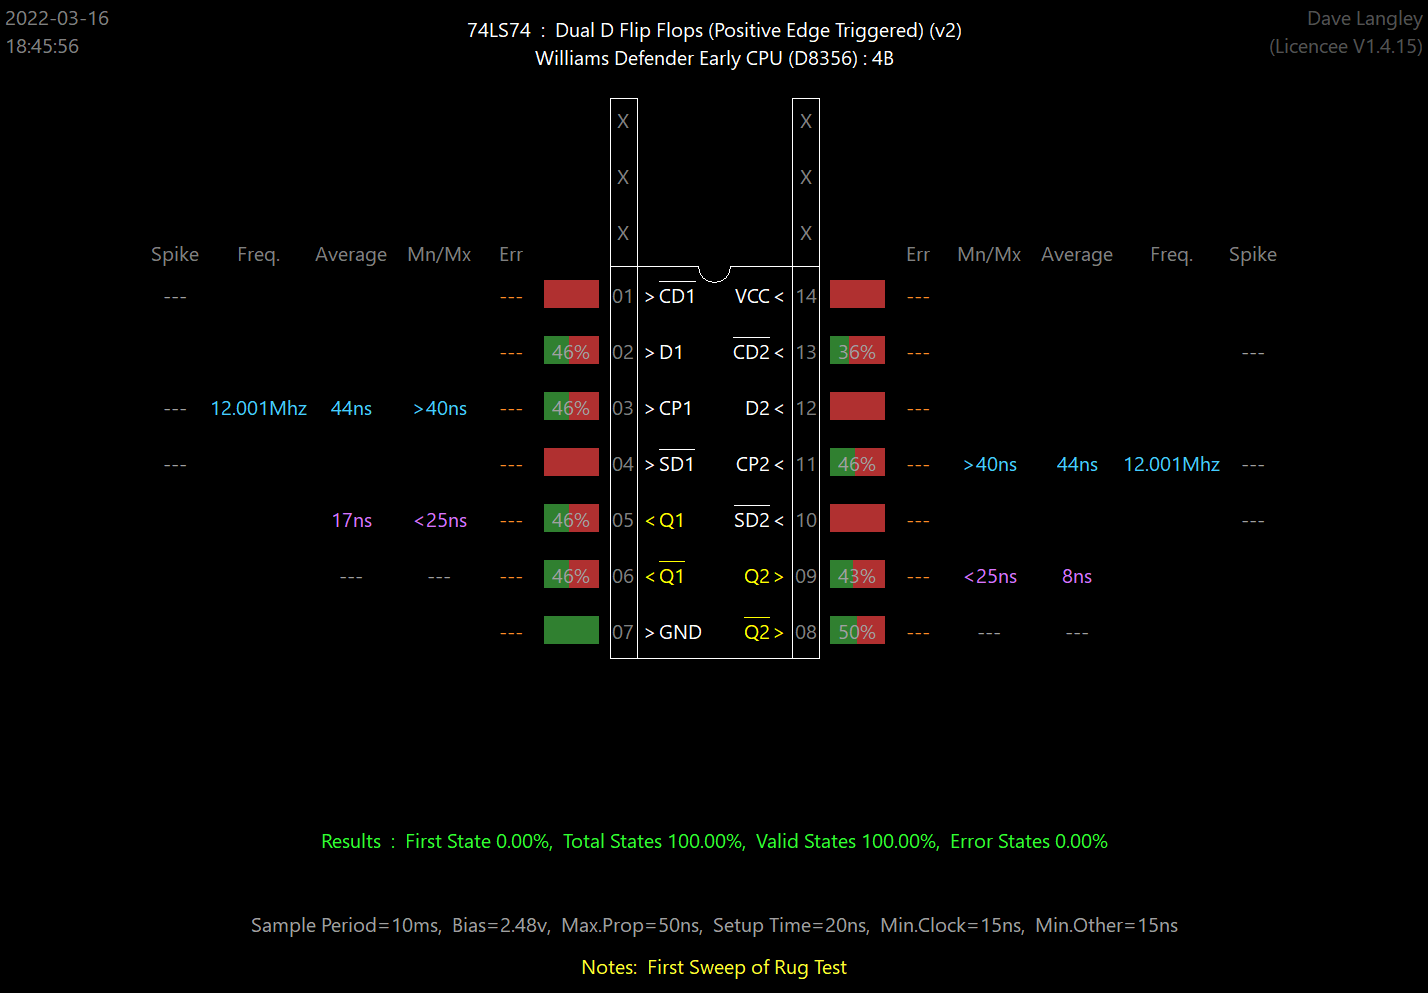 2022-03-16
18:45:56
74LS74 : Dual D Flip Flops (Positive Edge Triggered) (v2)
Williams Defender Early CPU (D8356) : 4B
Dave Langley
(Licencee V1.4.15)
X X
X X
X X
Spike Freq. Average Mn/Mx Err Err Mn/Mx Average Freq. Spike
--- --- 01 >CD1 VCC< 14 ---
--- 46% 02 >D1 CD2< 13 36% --- ---
--- 12.001Mhz 44ns >40ns --- 46% 03 >CP1 D2< 12 ---
--- --- 04 >SD1 CP2< 11 46% --- >40ns 44ns 12.001Mhz ---
17ns <25ns --- 46% 05 <Q1 SD2< 10 --- ---
--- --- --- 46% 06 <Q1 Q2> 09 43% --- <25ns 8ns
--- 07 >GND Q2> 08 50% --- --- ---
Results : First State 0.00%, Total States 100.00%, Valid States 100.00%, Error States 0.00%
Sample Period=10ms, Bias=2.48v, Max.Prop=50ns, Setup Time=20ns, Min.Clock=15ns, Min.Other=15ns
Notes: First Sweep of Rug Test